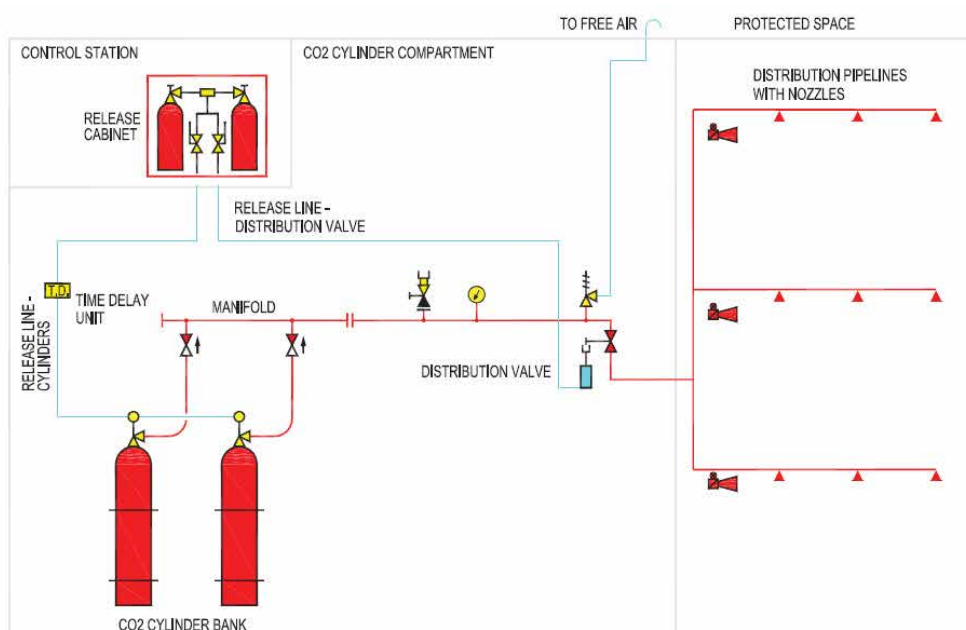 TO FREE AIR
PROTECTED SPACE
CONTROL STATION
CO2 CYLINDER COMPARTMENT
DISTRIBUTION PIPELINES
WITH NOZZLES
RELEASE
CABINET
RELEASE LINE –
DISTRIBUTION VALVE
T.D.
TIME DELAY
UNIT
MANIFOLD
RELEASE LINE-
CYLINDERS
DISTRIBUTION VALVE
CO2 CYLINDER BANK